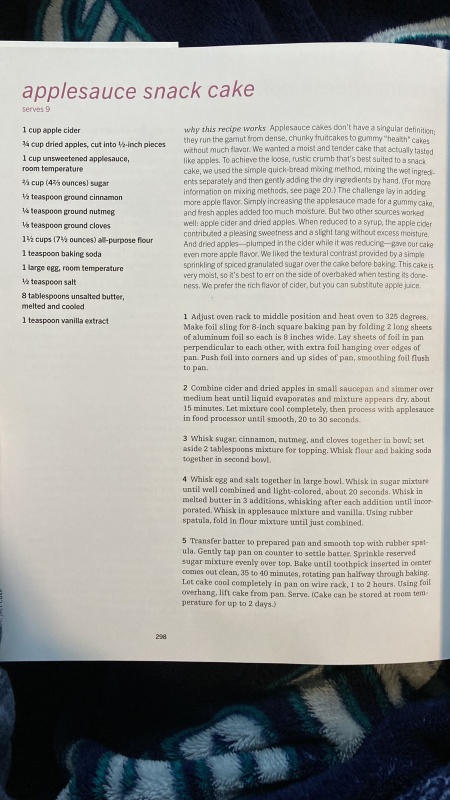 applesauce snack cake
serves 9
1 cup apple cider
¾ cup dried apples, cut into ½-inch pieces
1 cup unsweetened applesauce,
room temperature
⅔ cup (4⅔ ounces) sugar
½ teaspoon ground cinnamon
¼ teaspoon ground nutmeg
⅛ teaspoon ground cloves
1½ cups (7½ ounces) all-purpose flour
1 teaspoon baking soda
1 large egg, room temperature
½ teaspoon salt
8 tablespoons unsalted butter,
melted and cooled
1 teaspoon vanilla extract
why this recipe works Applesauce cakes don't have a singular definition;
they run the gamut from dense, chunky fruitcakes to gummy "health" cakes
without much flavor. We wanted a moist and tender cake that actually tasted
like apples. To achieve the loose, rustic crumb that's best suited to a snack
cake, we used the simple quick-bread mixing method, mixing the wet ingredi-
ents separately and then gently adding the dry ingredients by hand. (For more
information on mixing methods, see page 20.) The challenge lay in adding
more apple flavor. Simply increasing the applesauce made for a gummy cake,
and fresh apples added too much moisture. But two other sources worked
well: apple cider and dried apples. When reduced to a syrup, the apple cider
contributed a pleasing sweetness and a slight tang without excess moisture.
And dried apples—plumped in the cider while it was reducing—gave our cake
even more apple flavor. We liked the textural contrast provided by a simple
sprinkling of spiced granulated sugar over the cake before baking. This cake is
very moist, so it's best to err on the side of overbaked when testing its done-
ness. We prefer the rich flavor of cider, but you can substitute apple juice.
1 Adjust oven rack to middle position and heat oven to 325 degrees.
Make foil sling for 8-inch square baking pan by folding 2 long sheets
of aluminum foil so each is 8 inches wide. Lay sheets of foil in pan
perpendicular to each other, with extra foil hanging over edges of
pan. Push foil into corners and up sides of pan, smoothing foil flush
to pan.
2 Combine cider and dried apples in small saucepan and simmer over
medium heat until liquid evaporates and mixture appears dry, about
15 minutes. Let mixture cool completely, then process with applesauce
in food processor until smooth, 20 to 30 seconds.
3 Whisk sugar, cinnamon, nutmeg, and cloves together in bowl; set
aside 2 tablespoons mixture for topping. Whisk flour and baking soda
together in second bowl.
4 Whisk egg and salt together in large bowl. Whisk in sugar mixture
until well combined and light-colored, about 20 seconds. Whisk in
melted butter in 3 additions, whisking after each addition until incor-
porated. Whisk in applesauce mixture and vanilla. Using rubber
spatula, fold in flour mixture until just combined.
5 Transfer batter to prepared pan and smooth top with rubber spat-
ula. Gently tap pan on counter to settle batter. Sprinkle reserved
sugar mixture evenly over top. Bake until toothpick inserted in center
comes out clean, 35 to 40 minutes, rotating pan halfway through baking.
Let cake cool completely in pan on wire rack, 1 to 2 hours. Using foil
overhang, lift cake from pan. Serve. (Cake can be stored at room tem-
perature for up to 2 days.)
298